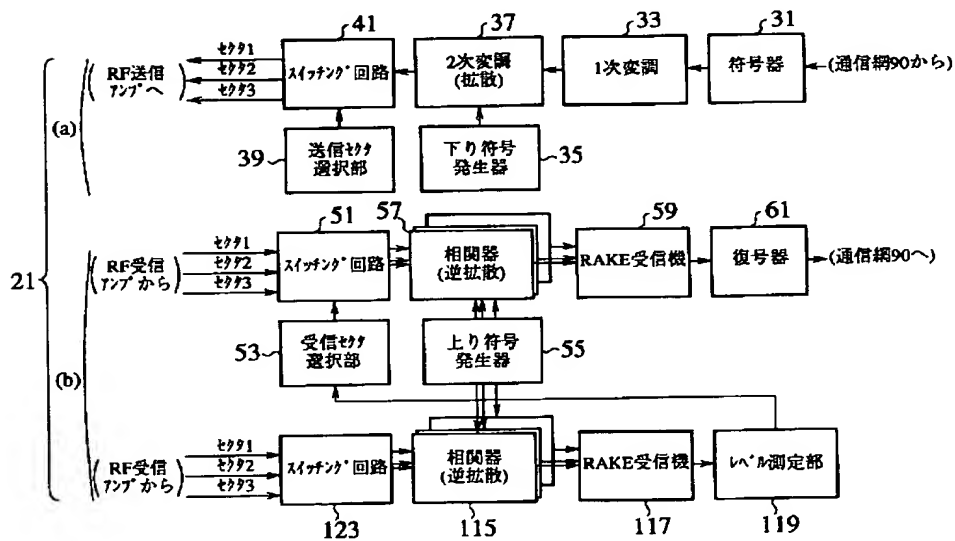 41
37
33
31
セクタ1
セクタ2
セクタ3
(RF送信
アンプへ)
スイッチング回路
2次変調
(拡散)
1次変調
符号器
(通信網90から)
(a)
39
送信セクタ
選択部
下り符号
発生器
35
21
51
57
59
61
セクタ1
セクタ2
セクタ3
(RF受信
アンプから)
スイッチング回路
相関器
(逆拡散)
RAKE受信機
復号器
(通信網90へ)
53
受信セクタ
選択部
上り符号
発生器
55
(b)
セクタ1
セクタ2
セクタ3
(RF受信
アンプから)
スイッチング回路
相関器
(逆拡散)
RAKE受信機
レベル測定部
123
115
117
119